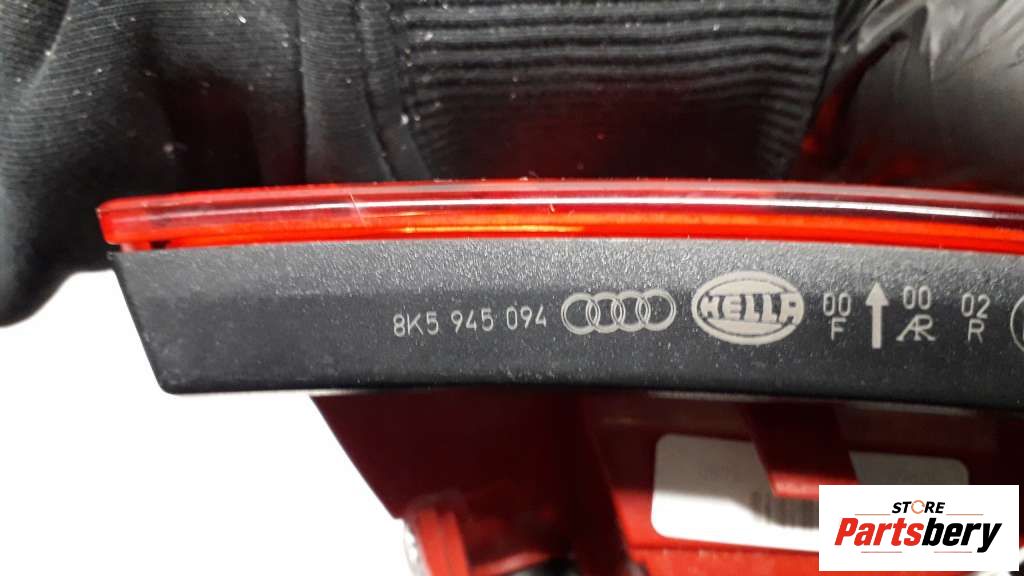 8K5 945 094 HELLA 00 00 02
F AR R
STORE
Partsbery